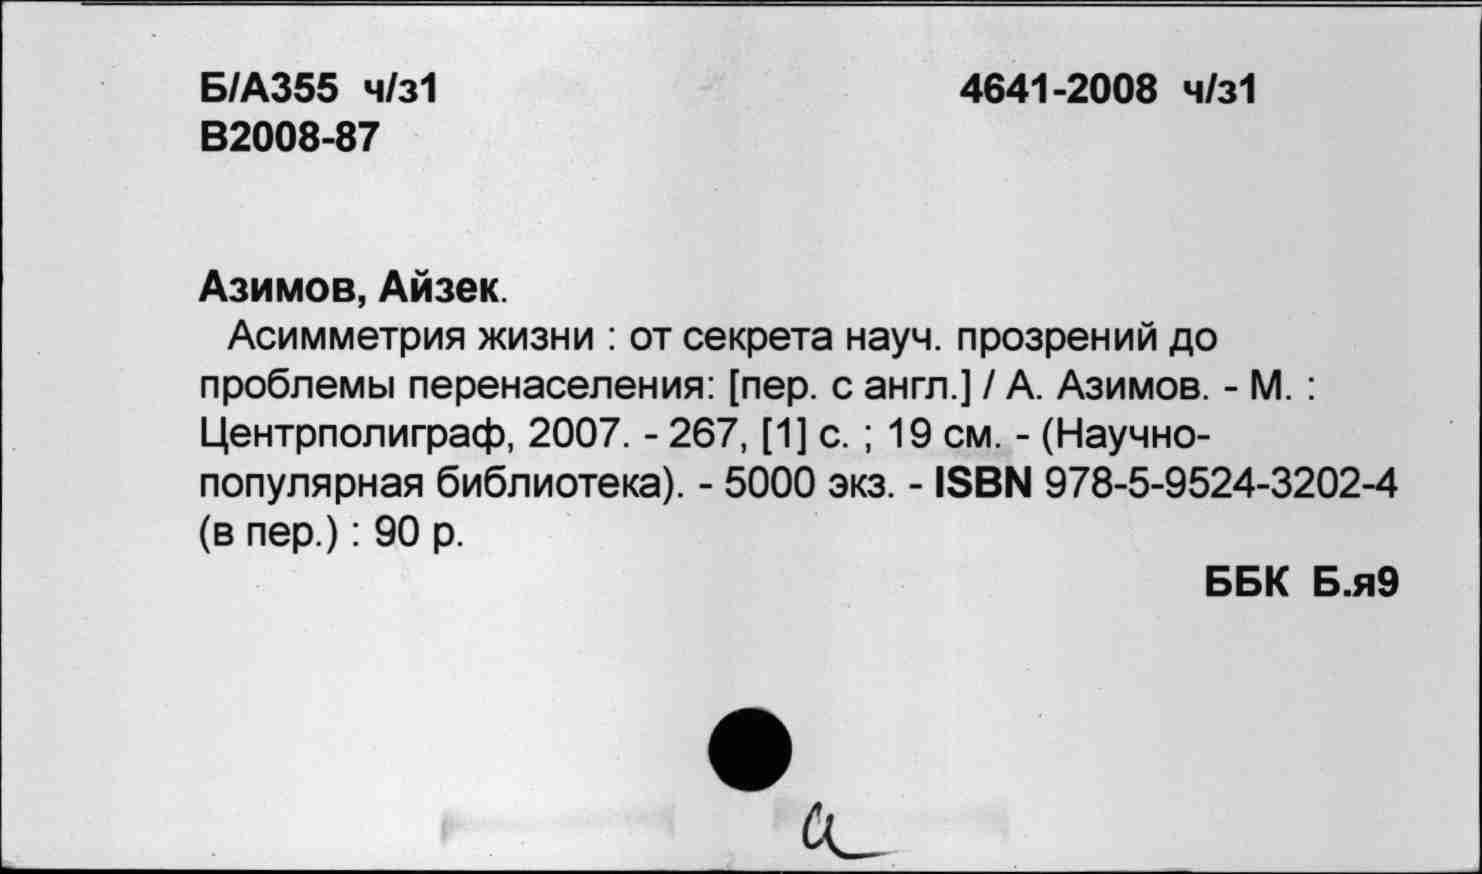 Б/А355 ч/з1 4641-2008 ч/з1
В2008-87
Азимов, Айзек.
Асимметрия жизни : от секрета науч. прозрений до
проблемы перенаселения: [пер. с англ.] / А. Азимов. - М. :
Центрполиграф, 2007. - 267, [1] с. ; 19 см. - (Научно-
популярная библиотека). - 5000 экз. - ISBN 978-5-9524-3202-4
(в пер.) : 90 р.
ББК Б.я9